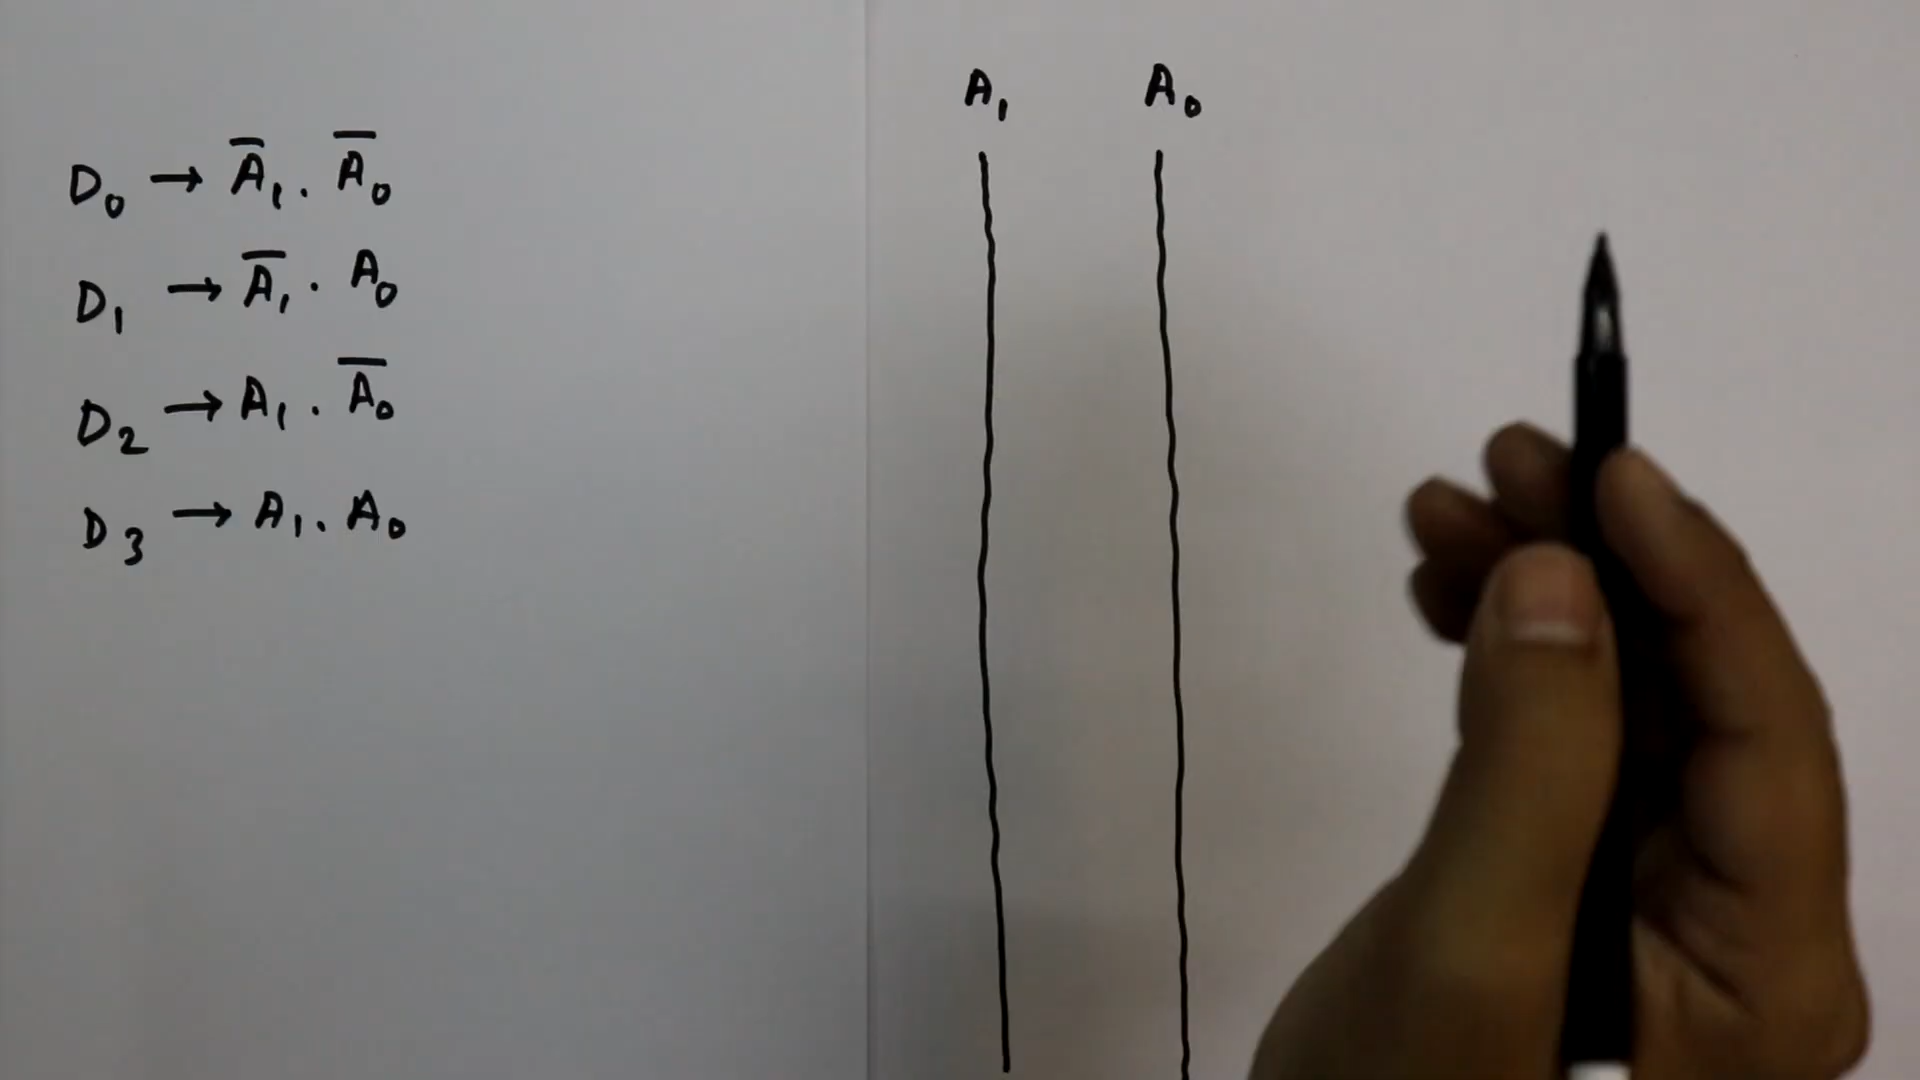 D₀ → A̅₁ . A̅₀
D₁ → A̅₁ . A₀
D₂ → A₁ . A̅₀
D₃ → A₁ . A₀
A₁ A₀